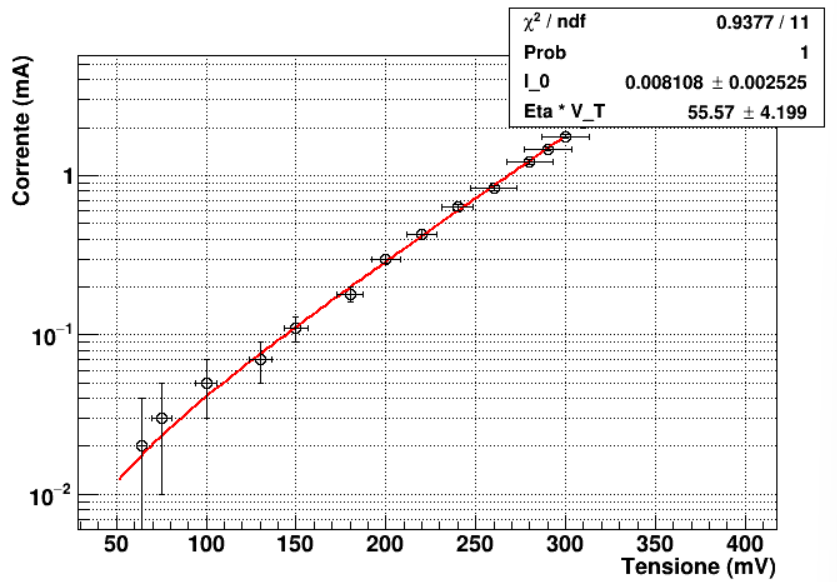 χ² / ndf 0.9377 / 11
Prob 1
I_0 0.008108 ± 0.002525
Eta * V_T 55.57 ± 4.199
Corrente (mA)
1
10⁻¹
10⁻²
50 100 150 200 250 300 350 400
Tensione (mV)